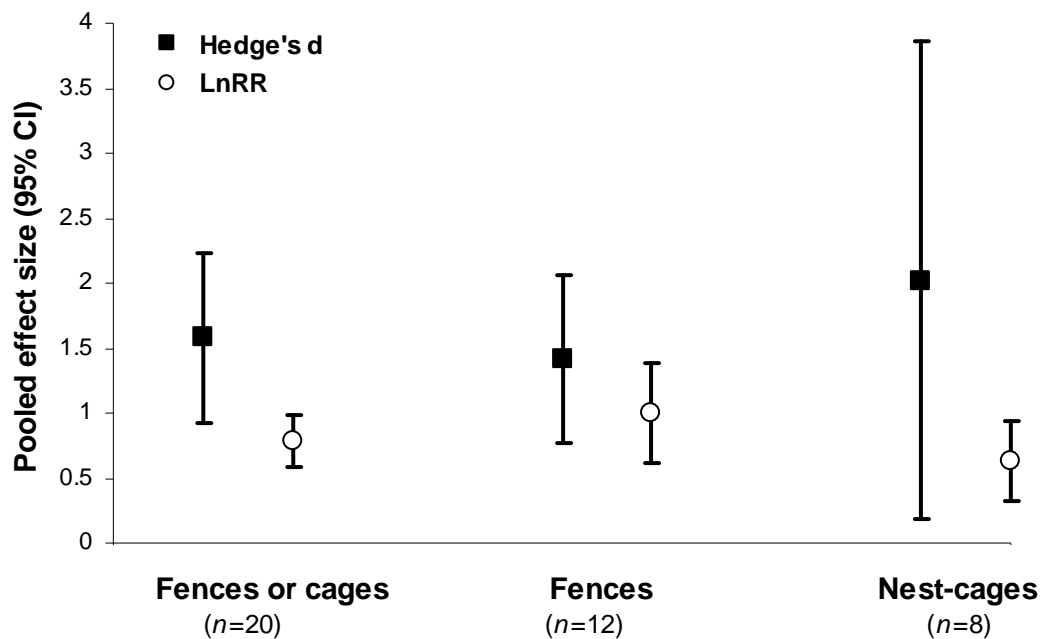 4
3.5
3
2.5
2
1.5
1
0.5
0
Pooled effect size (95% CI)
Hedge's d
LnRR
Fences or cages
(n=20)
Fences
(n=12)
Nest-cages
(n=8)